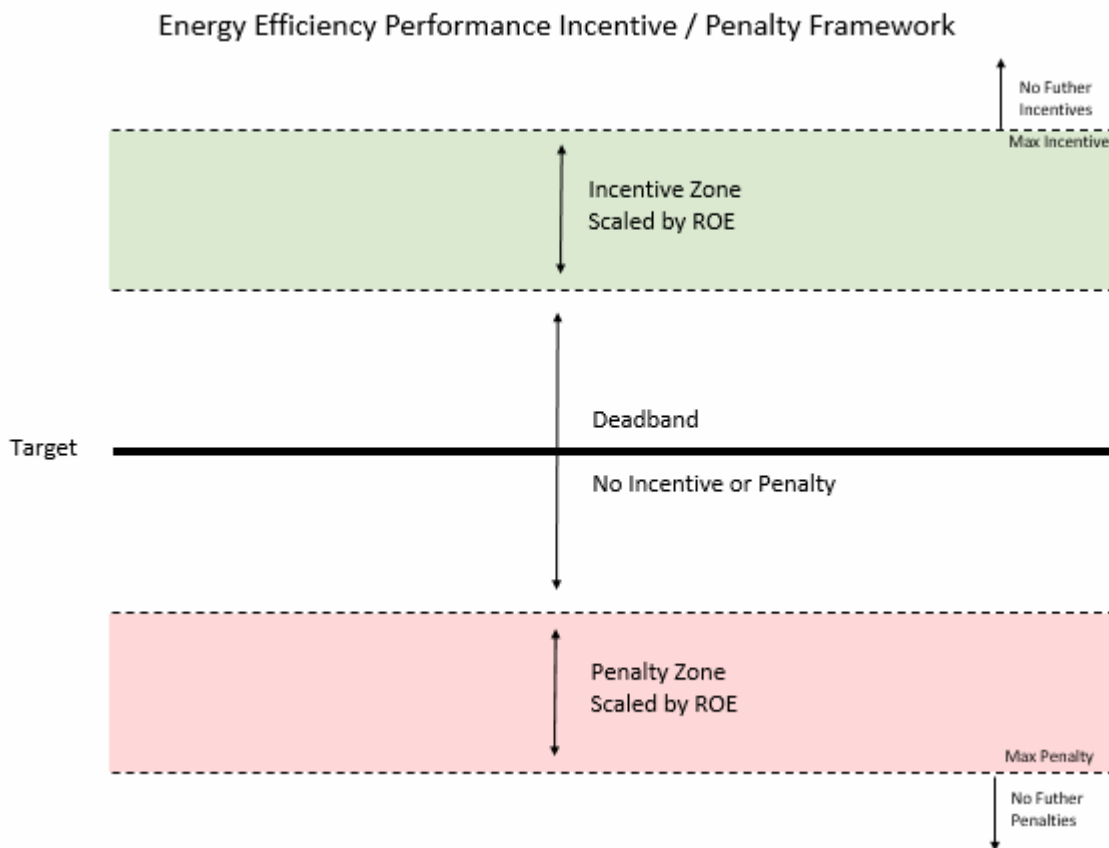 Energy Efficiency Performance Incentive / Penalty Framework
No Futher
Incentives
Max Incentive
Incentive Zone
Scaled by ROE
Deadband
Target
No Incentive or Penalty
Penalty Zone
Scaled by ROE
Max Penalty
No Futher
Penalties